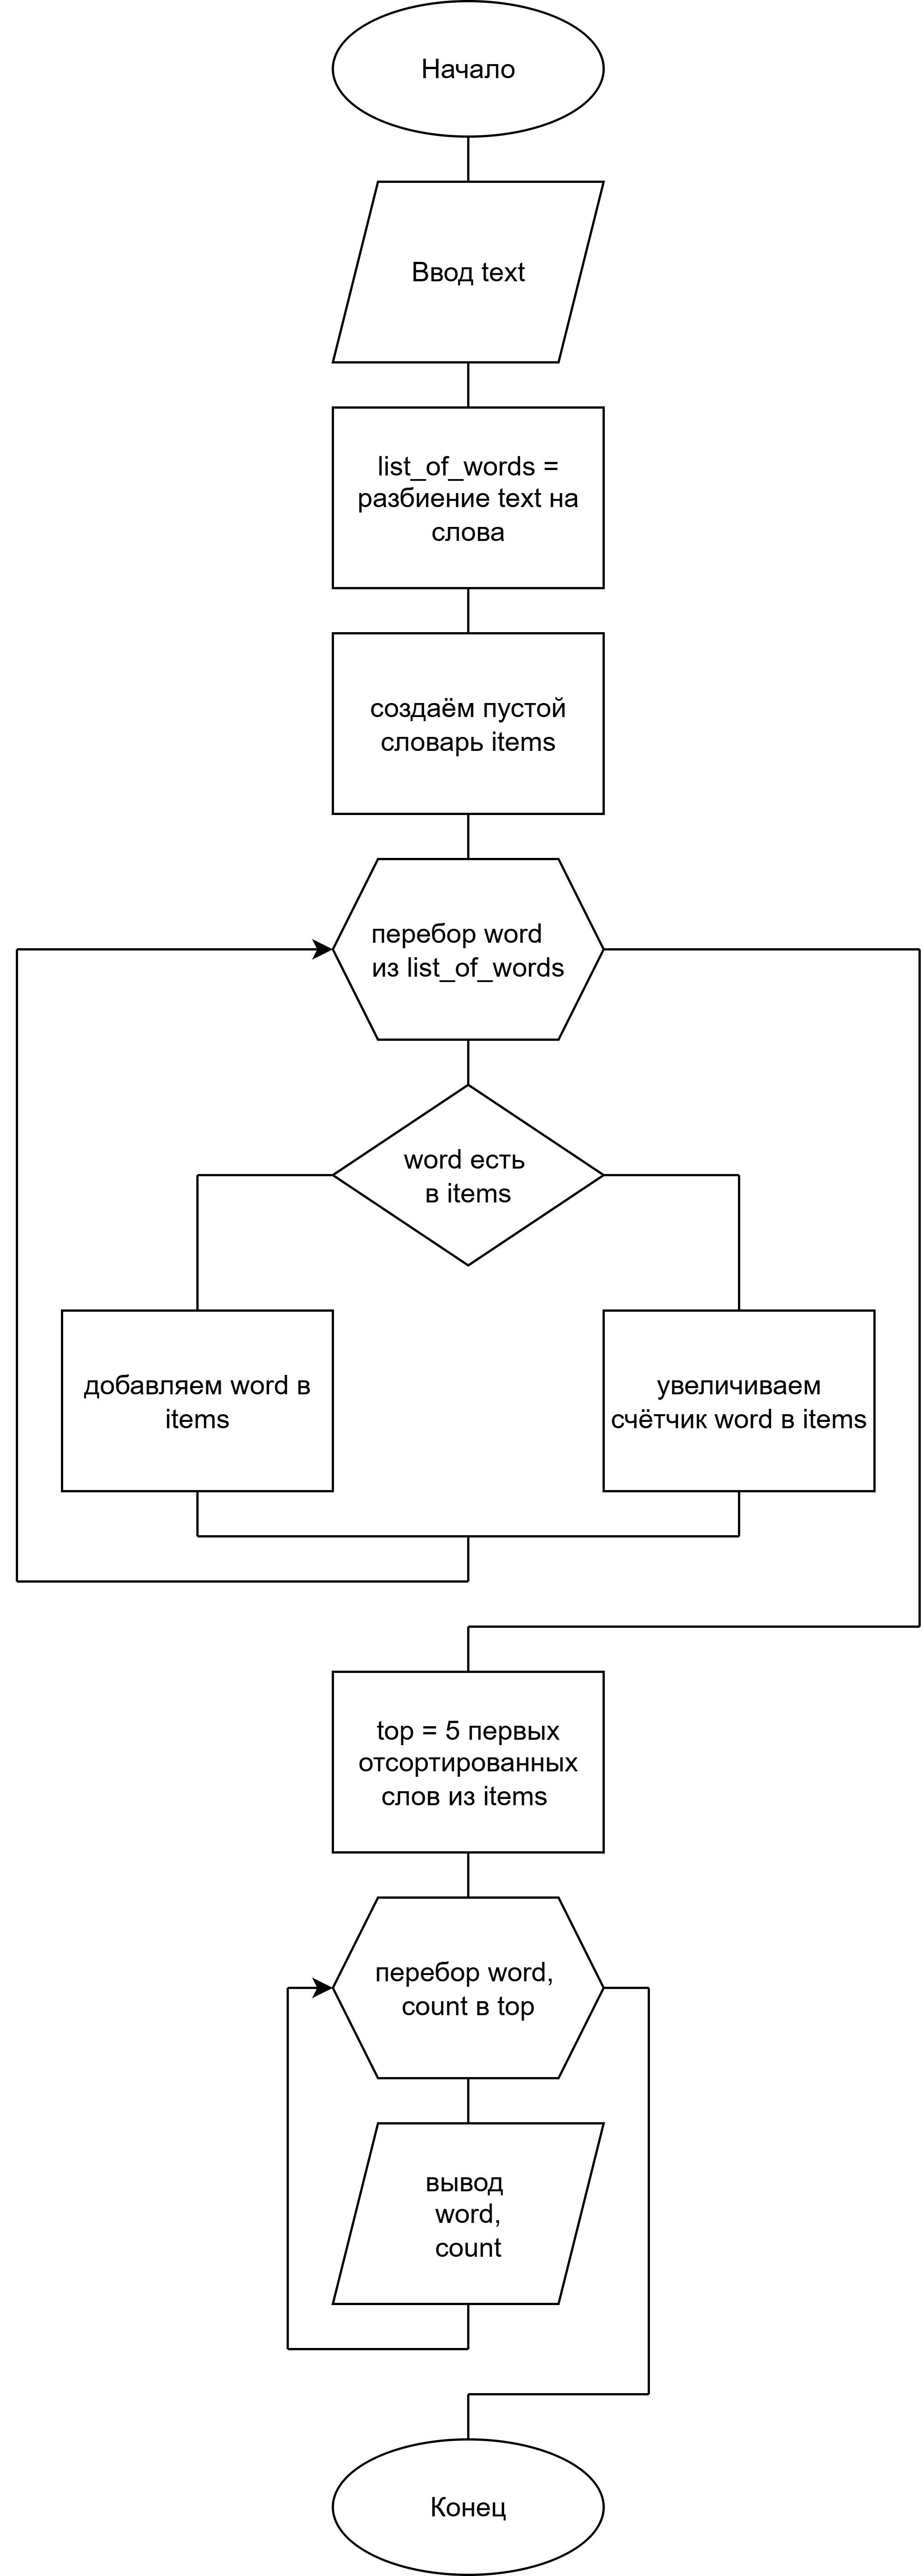 Начало
Ввод text
list_of_words =
разбиение text на
слова
создаём пустой
словарь items
перебор word
из list_of_words
word есть
в items
добавляем word в
items
увеличиваем
счётчик word в items
top = 5 первых
отсортированных
слов из items
перебор word,
count в top
вывод
word,
count
Конец